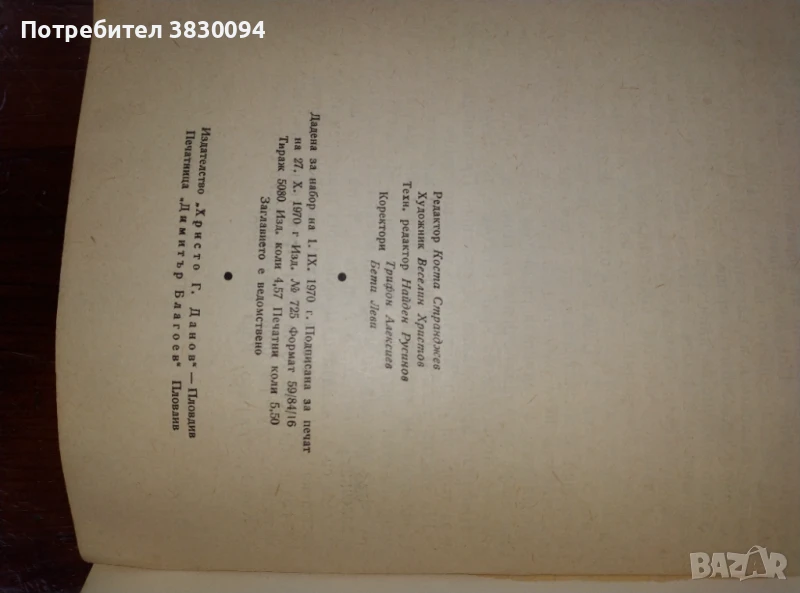 Потребител 3830094
Редактор Коста Странджев
Художник Веселин Христов
Техн. редактор Найден Русинов
Коректори Трифон Алексиев
Бети Леви
Дадена за набор на 1. IX. 1970 г. Подписана за печат
на 27. X. 1970 г Изд. № 725 Формат 59/84/16
Тираж 5080 Изд. коли 4,57 Печатни коли 5,50
Заглавието е ведомствено
Издателство „Христо Г. Данов“ — Пловдив
Печатница „Димитър Благоев“ Пловдив
BAZAR